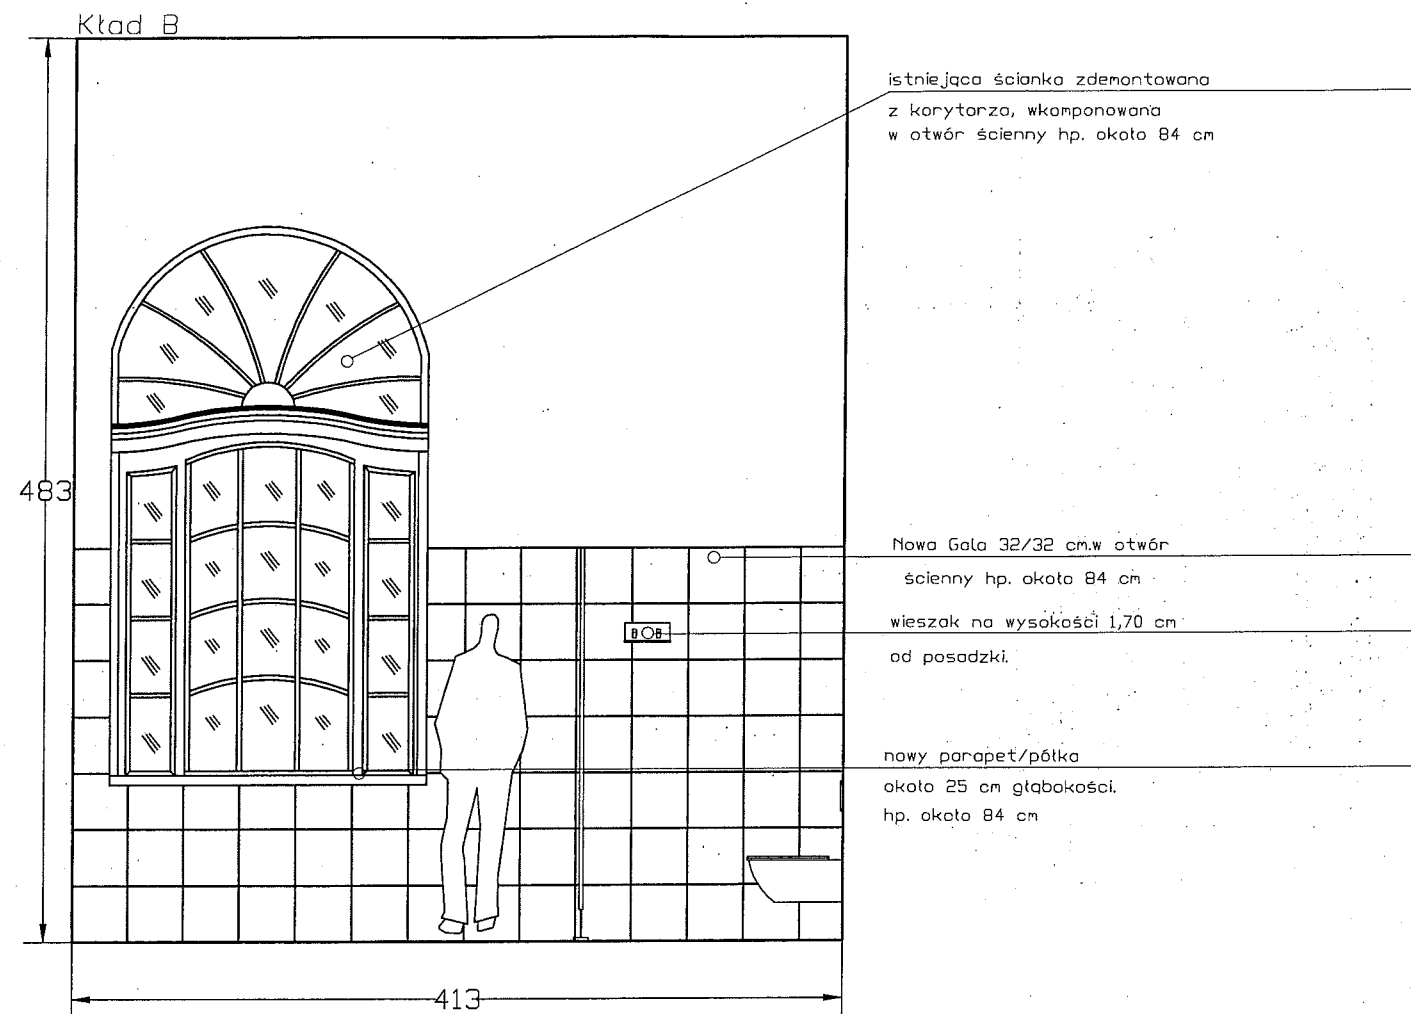 Kład B
istniejąca ścianka zdemontowana
z korytarza, wkomponowana
w otwór ścienny hp. około 84 cm
483
Nowa Gala 32/32 cm.w otwór
ścienny hp. około 84 cm
wieszak na wysokości 1,70 cm
od posadzki.
nowy parapet/półka
około 25 cm głąbokości.
hp. około 84 cm
413